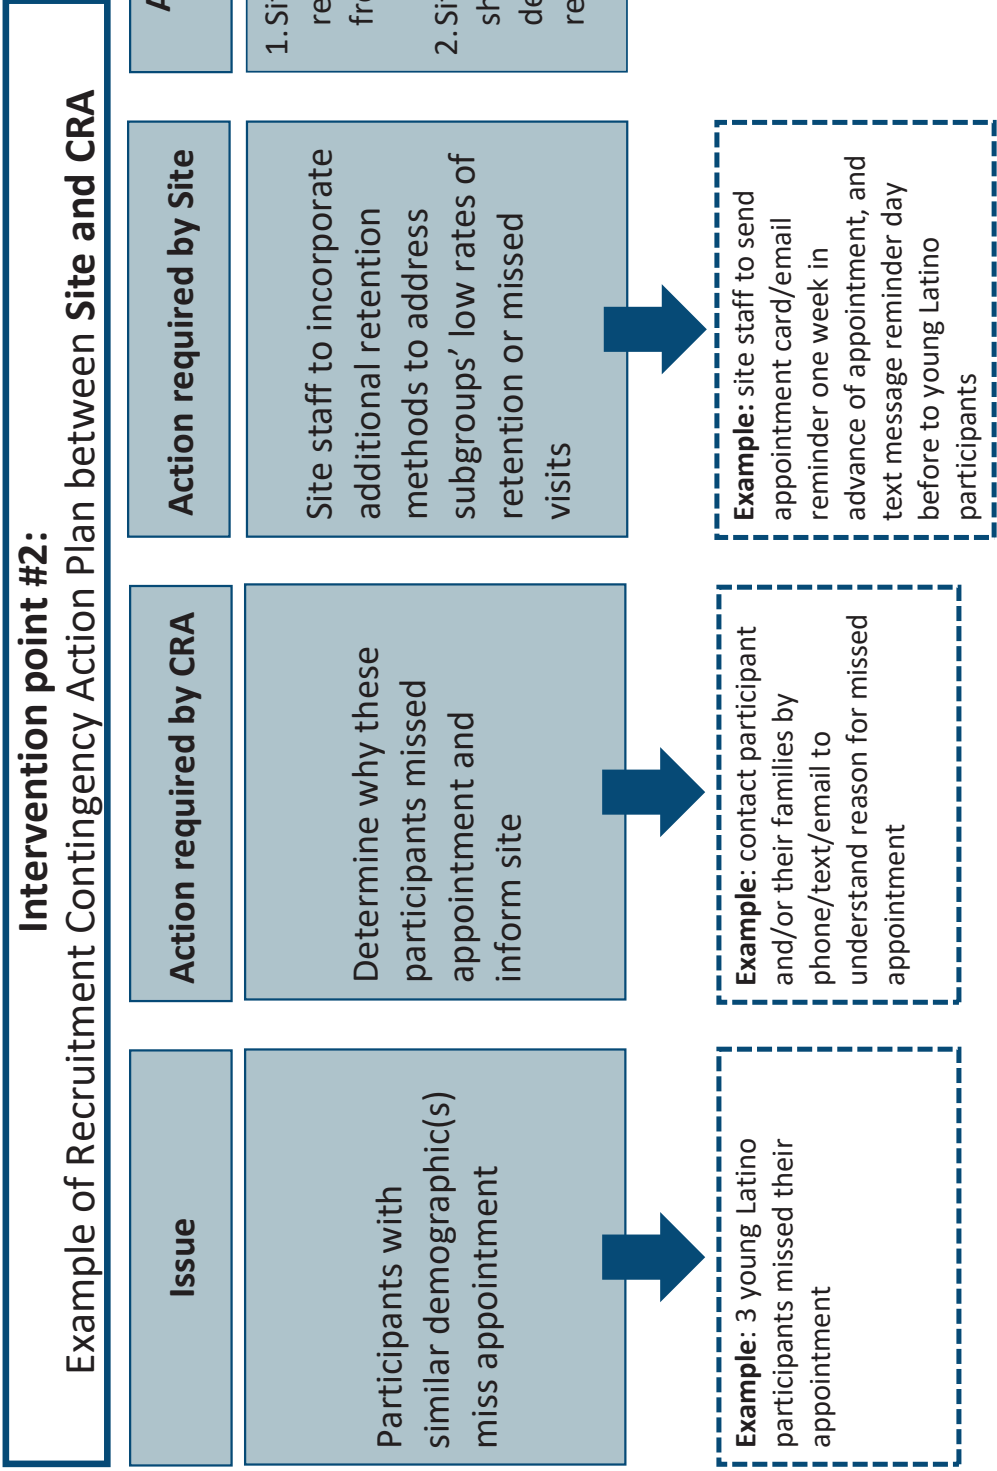 Intervention point #2:
Example of Recruitment Contingency Action Plan between Site and CRA
Issue
Participants with
similar demographic(s)
miss appointment
Example: 3 young Latino
participants missed their
appointment
Action required by CRA
Determine why these
participants missed
appointment and
inform site
Example: contact participant
and/or their families by
phone/text/email to
understand reason for missed
appointment
Action required by Site
Site staff to incorporate
additional retention
methods to address
subgroups' low rates of
retention or missed
visits
Example: site staff to send
appointment card/email
reminder one week in
advance of appointment, and
text message reminder day
before to young Latino
participants
1.
2.